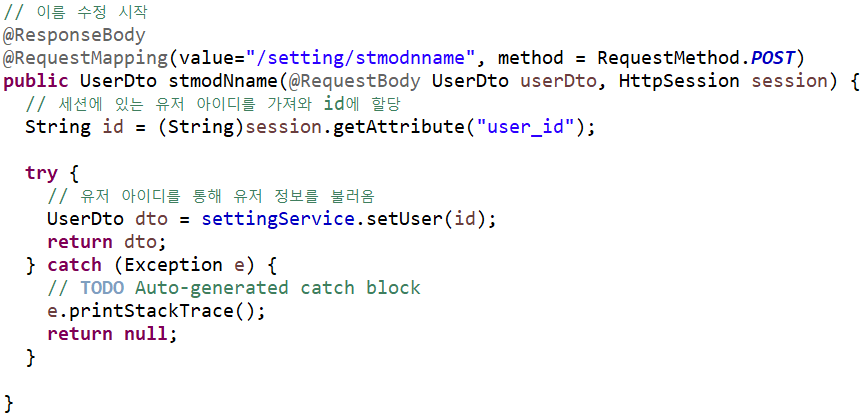 // 이름 수정 시작
@ResponseBody
@RequestMapping(value="/setting/stmodnname", method = RequestMethod.POST)
public UserDto stmodNname(@RequestBody UserDto userDto, HttpSession session) {
  // 세션에 있는 유저 아이디를 가져와 id에 할당
  String id = (String)session.getAttribute("user_id");

  try {
    // 유저 아이디를 통해 유저 정보를 불러옴
    UserDto dto = settingService.setUser(id);
    return dto;
  } catch (Exception e) {
    // TODO Auto-generated catch block
    e.printStackTrace();
    return null;
  }

}